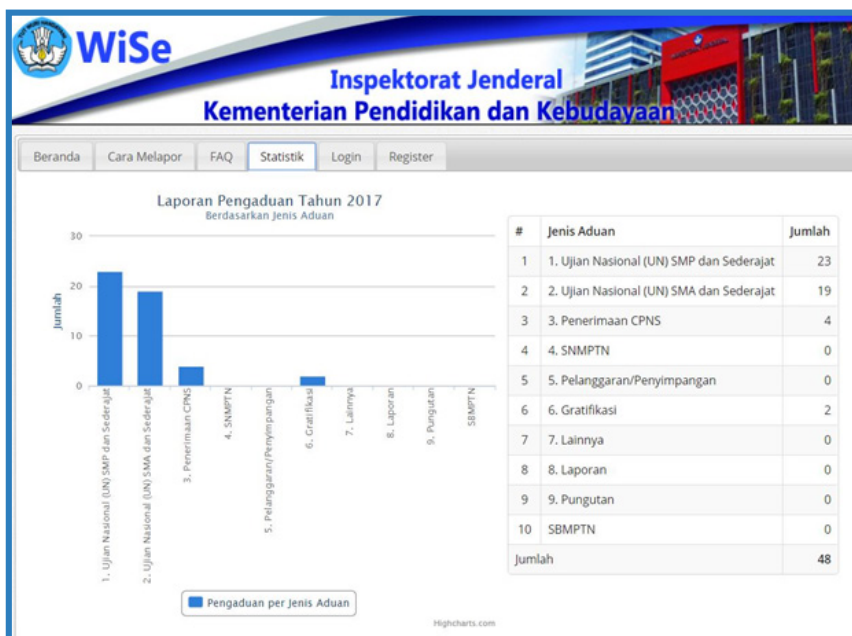 WiSe
Inspektorat Jenderal
Kementerian Pendidikan dan Kebudayaan
Beranda
Cara Melapor
FAQ
Statistik
Login
Register
Laporan Pengaduan Tahun 2017
Berdasarkan Jenis Aduan
Jumlah
30
20
10
0
1. Ujian Nasional (UN) SMP dan Sederajat
2. Ujian Nasional (UN) SMA dan Sederajat
3. Penerimaan CPNS
4. SNMPTN
5. Pelanggaran/Penyimpangan
6. Gratifikasi
7. Lainnya
8. Laporan
9. Pungutan
SBMPTN
Pengaduan per Jenis Aduan
Highcharts.com
# Jenis Aduan Jumlah
1 1. Ujian Nasional (UN) SMP dan Sederajat 23
2 2. Ujian Nasional (UN) SMA dan Sederajat 19
3 3. Penerimaan CPNS 4
4 4. SNMPTN 0
5 5. Pelanggaran/Penyimpangan 0
6 6. Gratifikasi 2
7 7. Lainnya 0
8 8. Laporan 0
9 9. Pungutan 0
10 SBMPTN 0
Jumlah 48